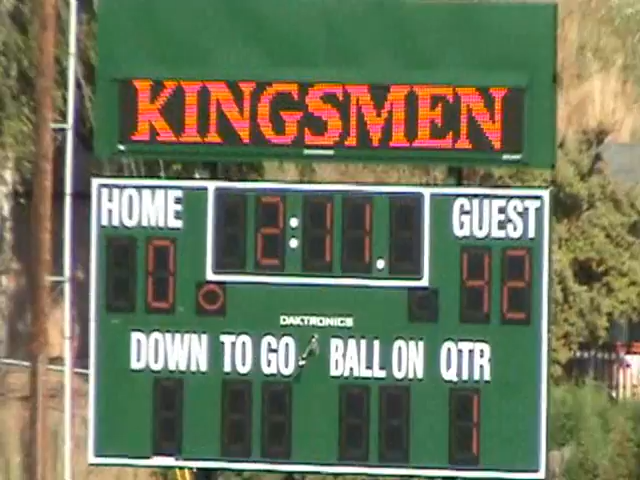 KINGSMEN
HOME 2:11. GUEST
0 42
DAKTRONICS
DOWN TO GO BALL ON QTR
1